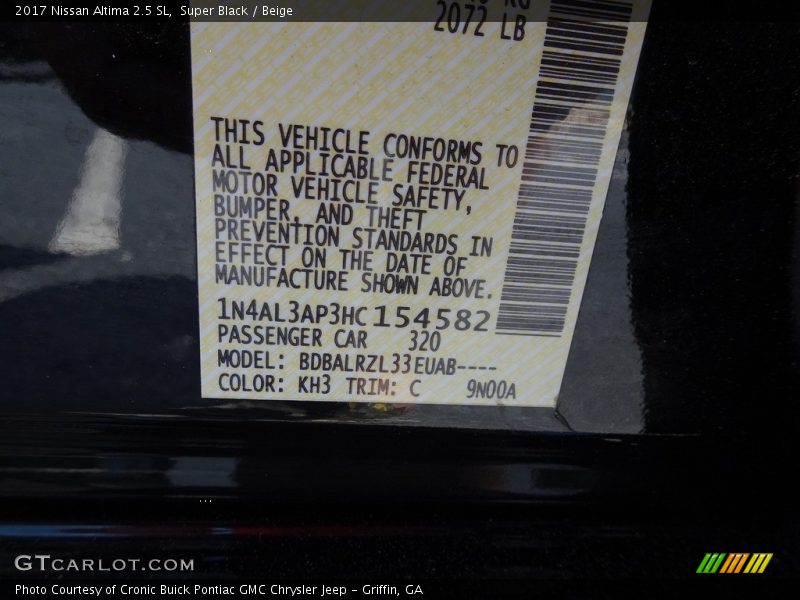 2017 Nissan Altima 2.5 SL, Super Black / Beige
2072 LB
THIS VEHICLE CONFORMS TO
ALL APPLICABLE FEDERAL
MOTOR VEHICLE SAFETY,
BUMPER, AND THEFT
PREVENTION STANDARDS IN
EFFECT ON THE DATE OF
MANUFACTURE SHOWN ABOVE.
1N4AL3AP3HC154582
PASSENGER CAR 320
MODEL: BDBALRZL33EUAB----
COLOR: KH3 TRIM: C 9N00A
GTCARLOT.COM
Photo Courtesy of Cronic Buick Pontiac GMC Chrysler Jeep - Griffin, GA